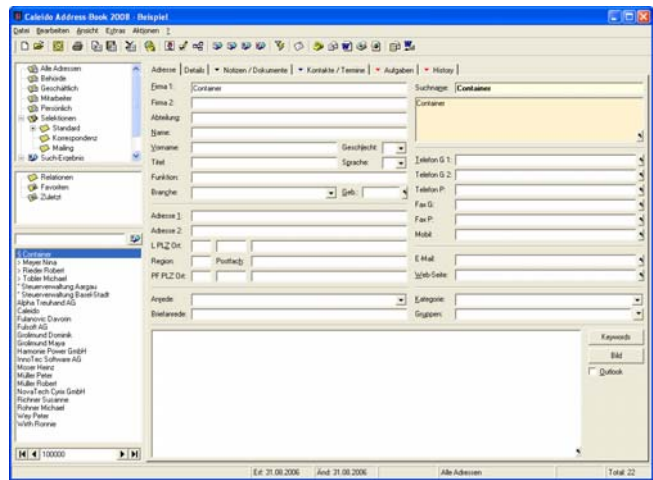 Caleido Address-Book 2008 - Beispiel
Datei Bearbeiten Ansicht Extras Aktionen ?
Alle Adressen
Behörde
Geschäftlich
Mitarbeiter
Persönlich
Selektionen
Standard
Korrespondenz
Mailing
Such-Ergebnis
Relationen
Favoriten
Zuletzt
§ Container
> Meyer Nina
> Rieder Robert
> Tobler Michael
* Steuerverwaltung Aargau
* Steuerverwaltung Basel-Stadt
Alpha Treuhand AG
Caleido
Fulanovic Davorin
Fulsoft AG
Grolimund Dominik
Grolimund Maya
Harmonie Power GmbH
InnoTec Software AG
Moser Heinz
Müller Peter
Müller Robert
NovaTech Cyrix GmbH
Richner Susanne
Rohner Michael
Wey Peter
Wirth Ronnie
100000
Adresse Details Notizen / Dokumente Kontakte / Termine Aufgaben History
Firma 1: Container
Firma 2:
Abteilung:
Name:
Vorname: Geschlecht:
Titel: Sprache:
Funktion:
Branche: Geb.:
Adresse 1:
Adresse 2:
L PLZ Ort:
Region: Postfach:
PF PLZ Ort:
Anrede:
Briefanrede:
Suchname: Container
Container
Telefon G 1:
Telefon G 2:
Telefon P:
Fax G:
Fax P:
Mobil:
E-Mail:
Web-Seite:
Kategorie:
Gruppen:
Keywords
Bild
Outlook
Erf: 31.08.2006 Änd: 31.08.2006 Alle Adressen Total: 22